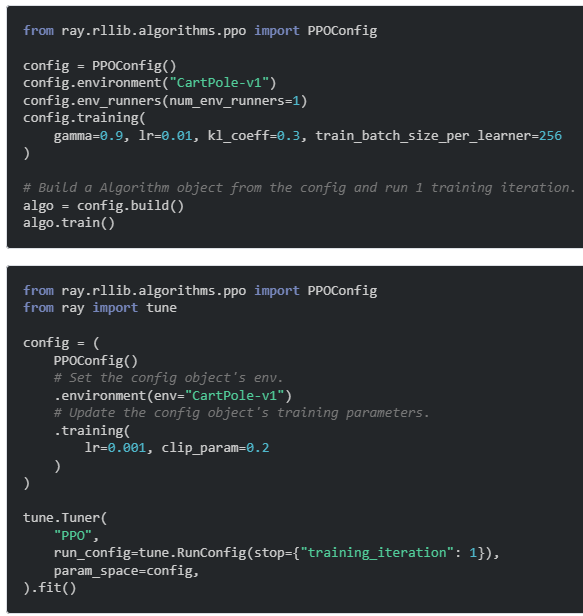 from ray.rllib.algorithms.ppo import PPOConfig

config = PPOConfig()
config.environment("CartPole-v1")
config.env_runners(num_env_runners=1)
config.training(
    gamma=0.9, lr=0.01, kl_coeff=0.3, train_batch_size_per_learner=256
)

# Build a Algorithm object from the config and run 1 training iteration.
algo = config.build()
algo.train()

from ray.rllib.algorithms.ppo import PPOConfig
from ray import tune

config = (
    PPOConfig()
    # Set the config object's env.
    .environment(env="CartPole-v1")
    # Update the config object's training parameters.
    .training(
        lr=0.001, clip_param=0.2
    )
)

tune.Tuner(
    "PPO",
    run_config=tune.RunConfig(stop={"training_iteration": 1}),
    param_space=config,
).fit()